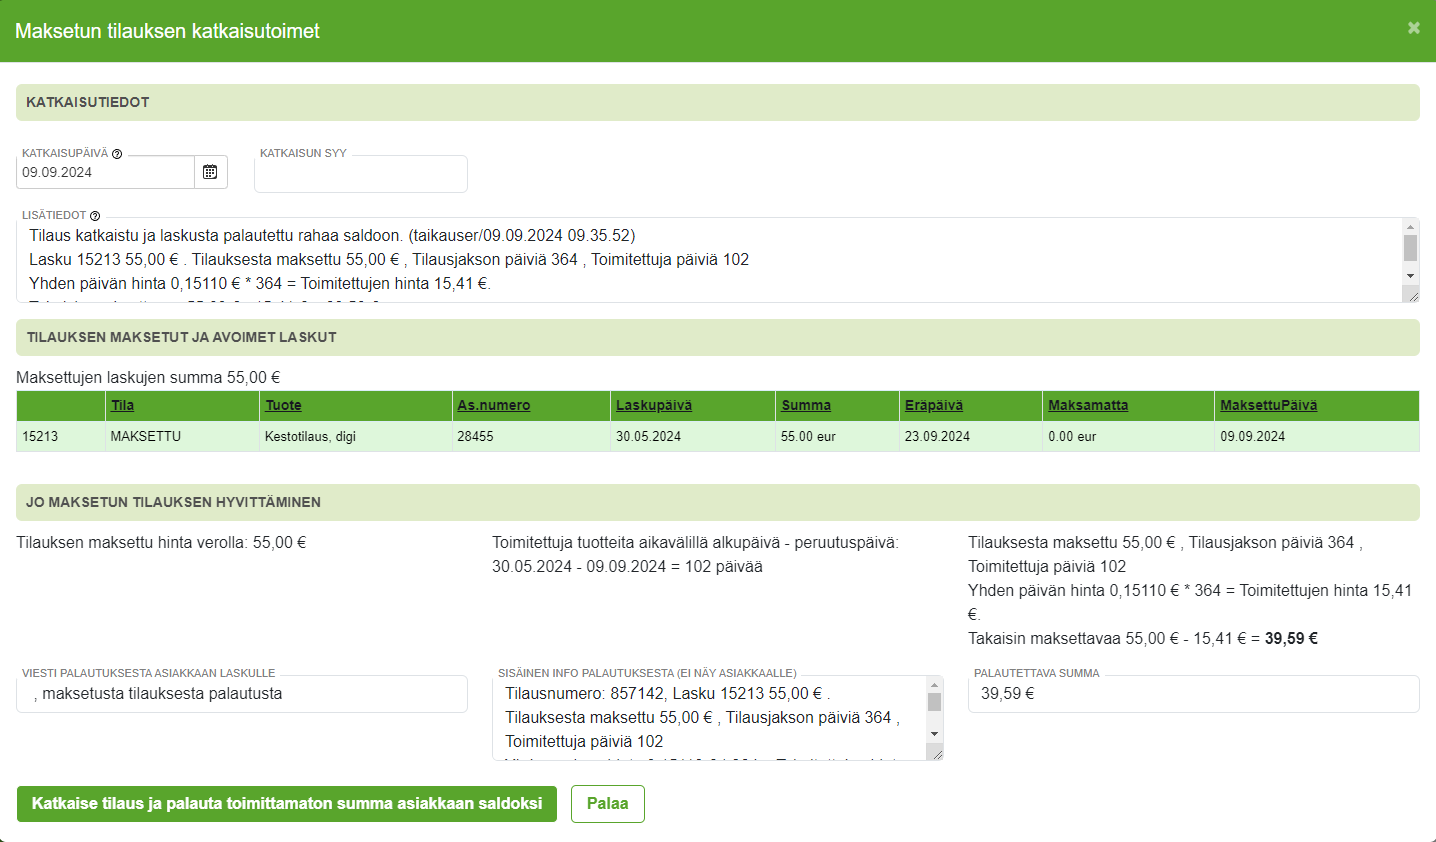 Maksetun tilauksen katkaisutoimet
KATKAISUTIEDOT
KATKAISUPÄIVÄ
09.09.2024
KATKAISUN SYY
LISÄTIEDOT
Tilaus katkaistu ja laskusta palautettu rahaa saldoon. (taikauser/09.09.2024 09.35.52)
Lasku 15213 55,00 € . Tilauksesta maksettu 55,00 € , Tilausjakson päiviä 364 , Toimitettuja päiviä 102
Yhden päivän hinta 0,15110 € * 364 = Toimitettujen hinta 15,41 €.
TILAUKSEN MAKSETUT JA AVOIMET LASKUT
Maksettujen laskujen summa 55,00 €
Tila Tuote As.numero Laskupäivä Summa Eräpäivä Maksamatta MaksettuPäivä
15213 MAKSETTU Kestotilaus, digi 28455 30.05.2024 55.00 eur 23.09.2024 0.00 eur 09.09.2024
JO MAKSETUN TILAUKSEN HYVITTÄMINEN
Tilauksen maksettu hinta verolla: 55,00 €
Toimitettuja tuotteita aikavälillä alkupäivä - peruutuspäivä:
30.05.2024 - 09.09.2024 = 102 päivää
Tilauksesta maksettu 55,00 € , Tilausjakson päiviä 364 ,
Toimitettuja päiviä 102
Yhden päivän hinta 0,15110 € * 364 = Toimitettujen hinta 15,41
€.
Takaisin maksettavaa 55,00 € - 15,41 € = 39,59 €
VIESTI PALAUTUKSESTA ASIAKKAAN LASKULLE
, maksetusta tilauksesta palautusta
SISÄINEN INFO PALAUTUKSESTA (EI NÄY ASIAKKAALLE)
Tilausnumero: 857142, Lasku 15213 55,00 € .
Tilauksesta maksettu 55,00 € , Tilausjakson päiviä 364 ,
Toimitettuja päiviä 102
PALAUTETTAVA SUMMA
39,59 €
Katkaise tilaus ja palauta toimittamaton summa asiakkaan saldoksi
Palaa